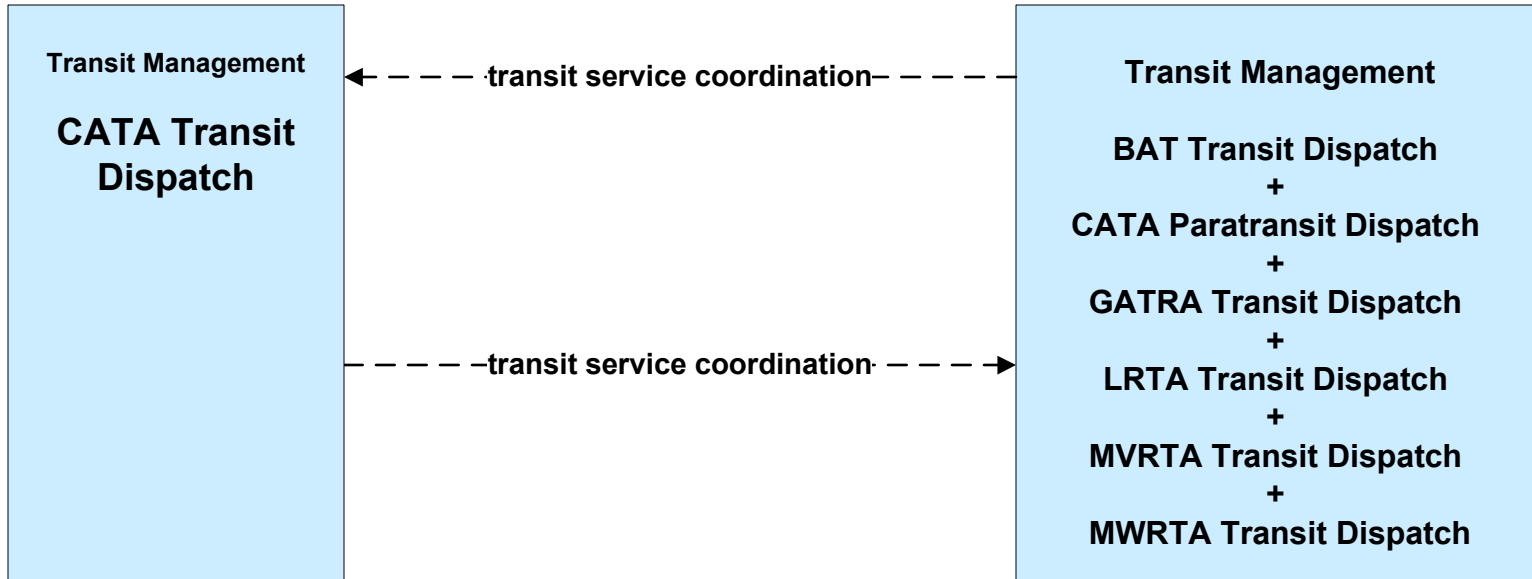 Transit Management
CATA Transit
Dispatch
transit service coordination
transit service coordination
Transit Management
BAT Transit Dispatch
+
CATA Paratransit Dispatch
+
GATRA Transit Dispatch
+
LRTA Transit Dispatch
+
MVRTA Transit Dispatch
+
MWRTA Transit Dispatch